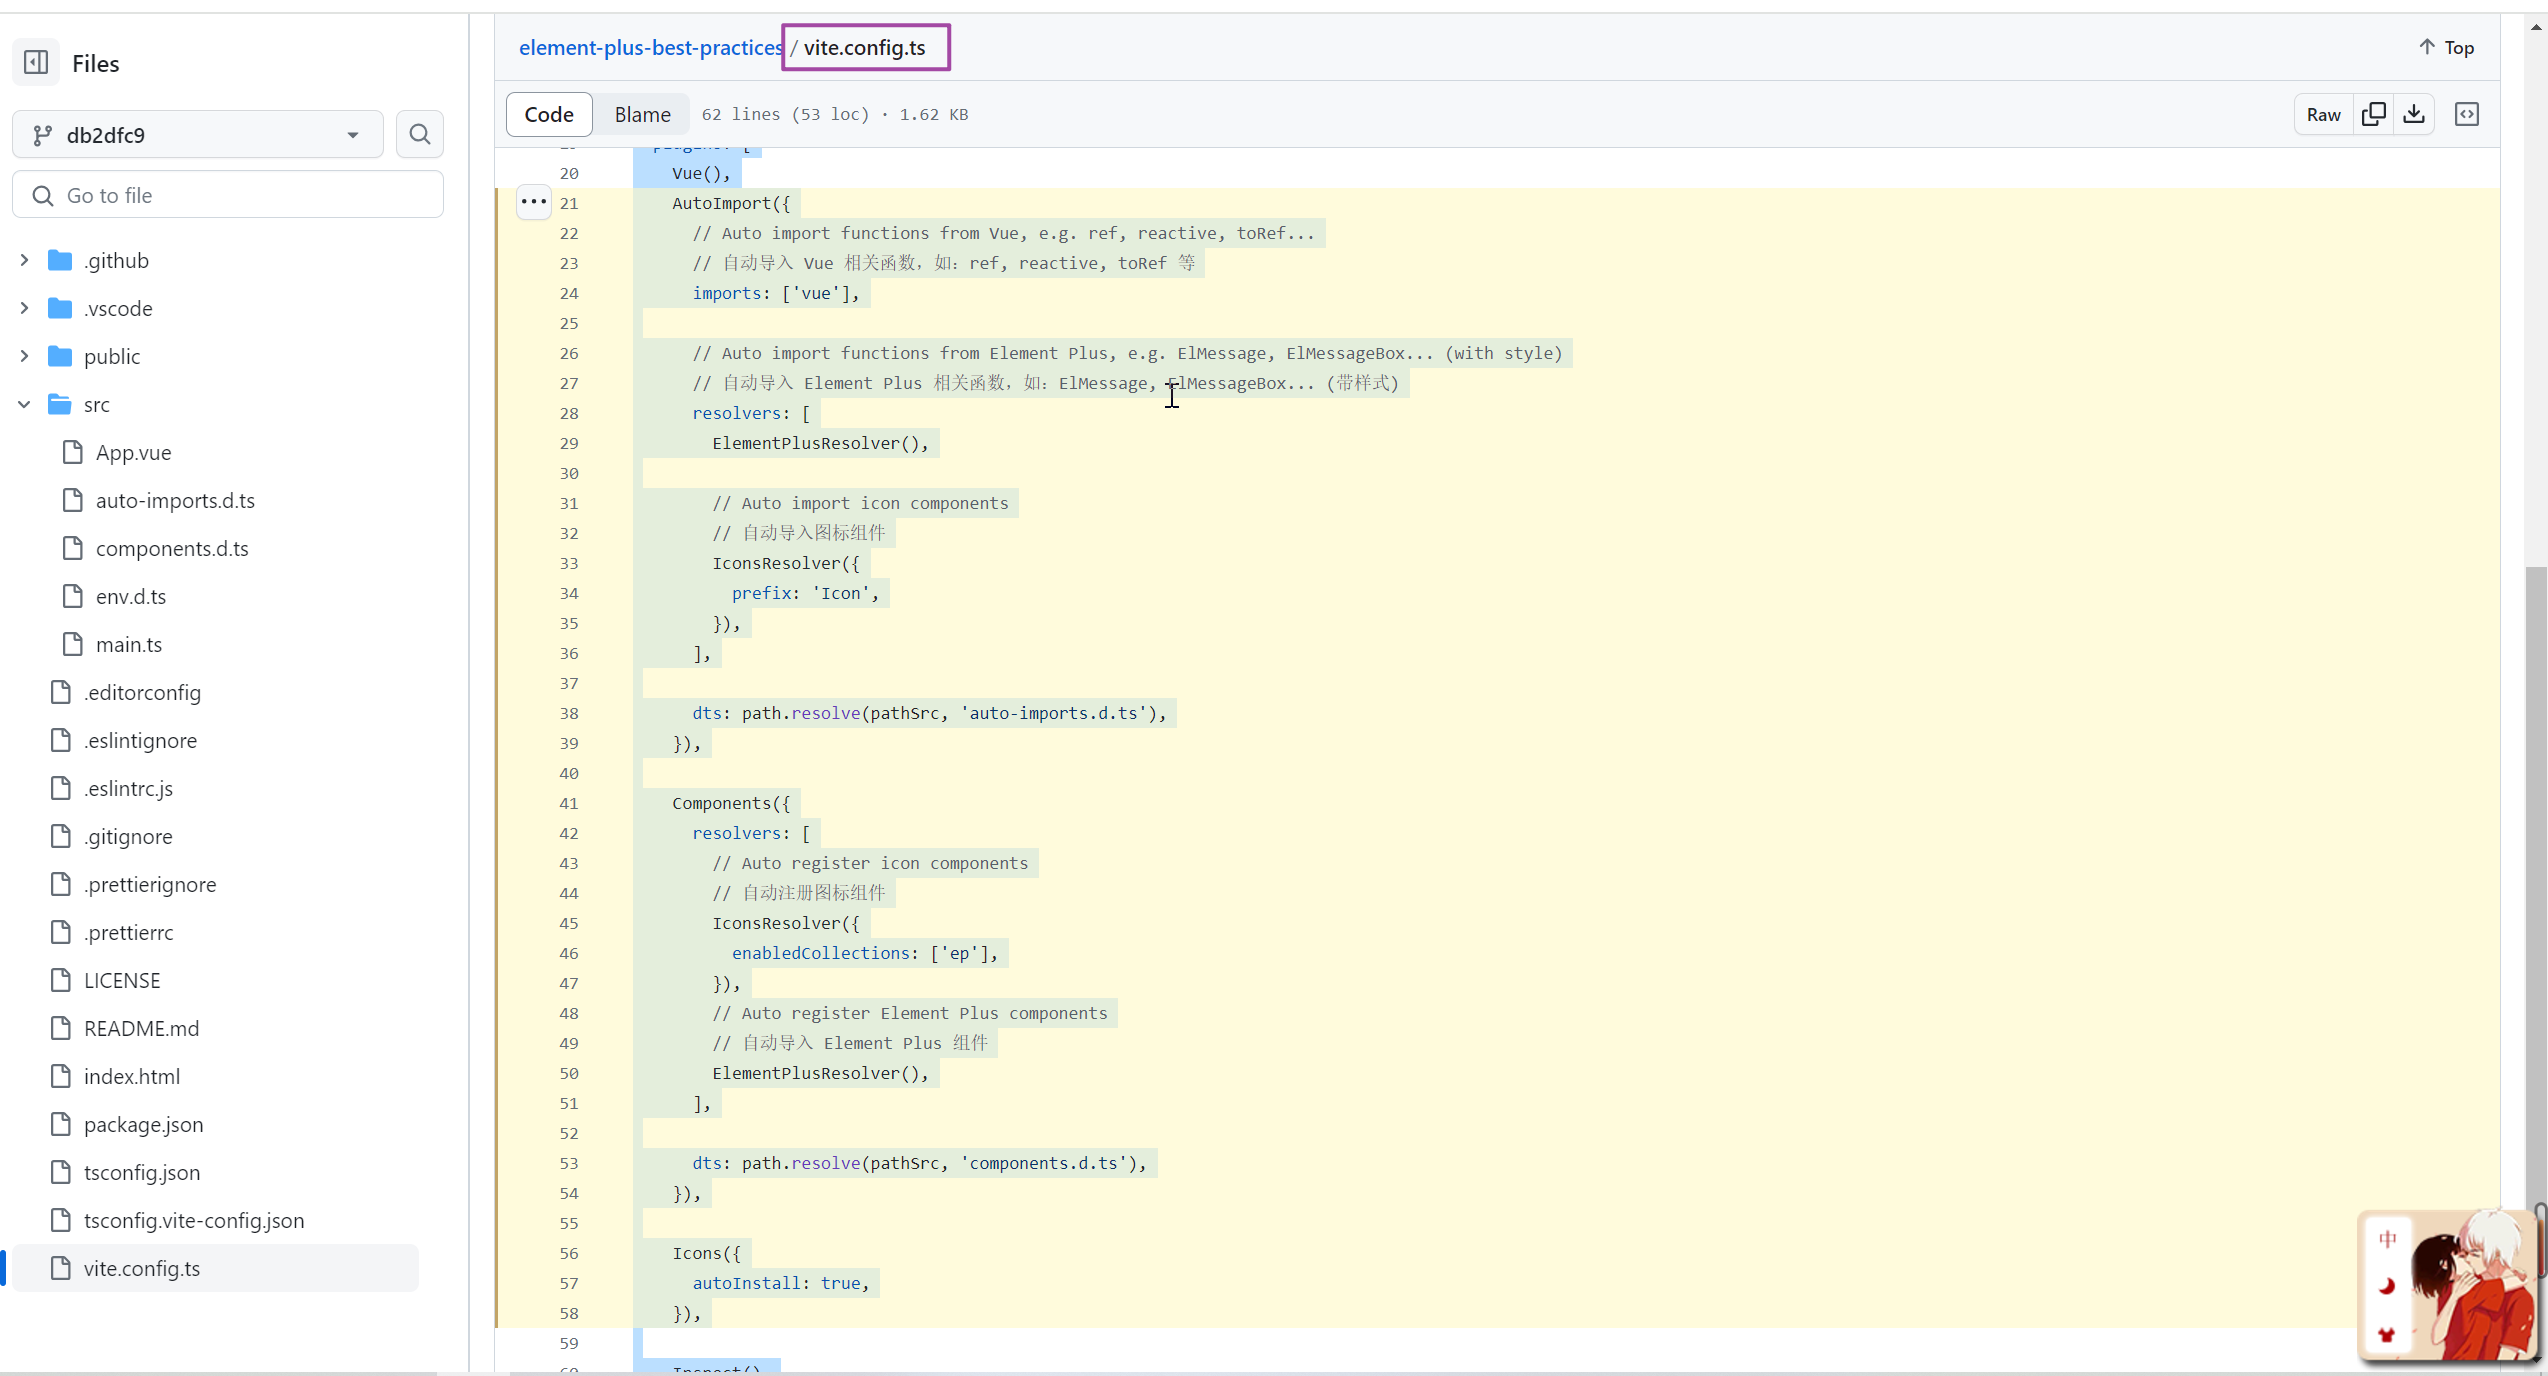 Files
db2dfc9
Go to file
.github
.vscode
public
src
App.vue
auto-imports.d.ts
components.d.ts
env.d.ts
main.ts
.editorconfig
.eslintignore
.eslintrc.js
.gitignore
.prettierignore
.prettierrc
LICENSE
README.md
index.html
package.json
tsconfig.json
tsconfig.vite-config.json
vite.config.ts
element-plus-best-practices / vite.config.ts
Top
Code Blame 62 lines (53 loc) · 1.62 KB
Raw
20 Vue(),
21 AutoImport({
22 // Auto import functions from Vue, e.g. ref, reactive, toRef...
23 // 自动导入 Vue 相关函数，如：ref, reactive, toRef 等
24 imports: ['vue'],
25
26 // Auto import functions from Element Plus, e.g. ElMessage, ElMessageBox... (with style)
27 // 自动导入 Element Plus 相关函数，如：ElMessage, ElMessageBox... (带样式)
28 resolvers: [
29 ElementPlusResolver(),
30
31 // Auto import icon components
32 // 自动导入图标组件
33 IconsResolver({
34 prefix: 'Icon',
35 }),
36 ],
37
38 dts: path.resolve(pathSrc, 'auto-imports.d.ts'),
39 }),
40
41 Components({
42 resolvers: [
43 // Auto register icon components
44 // 自动注册图标组件
45 IconsResolver({
46 enabledCollections: ['ep'],
47 }),
48 // Auto register Element Plus components
49 // 自动导入 Element Plus 组件
50 ElementPlusResolver(),
51 ],
52
53 dts: path.resolve(pathSrc, 'components.d.ts'),
54 }),
55
56 Icons({
57 autoInstall: true,
58 }),
59
中